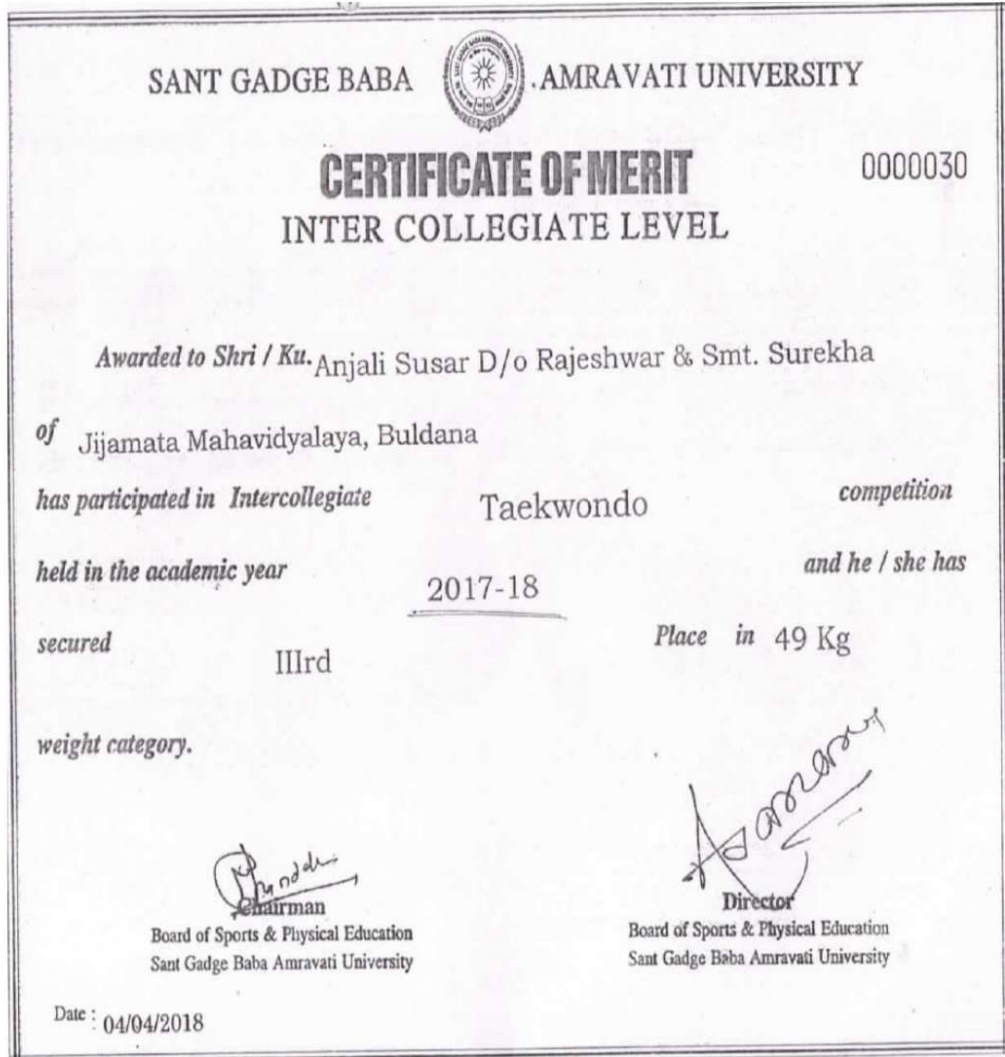 SANT GADGE BABA AMRAVATI UNIVERSITY
CERTIFICATE OF MERIT
0000030
INTER COLLEGIATE LEVEL
Awarded to Shri / Ku. Anjali Susar D/o Rajeshwar & Smt. Surekha
of Jijamata Mahavidyalaya, Buldana
has participated in Intercollegiate Taekwondo competition
held in the academic year 2017-18 and he / she has
secured IIIrd Place in 49 Kg
weight category.
Chairman
Board of Sports & Physical Education
Sant Gadge Baba Amravati University
Director
Board of Sports & Physical Education
Sant Gadge Baba Amravati University
Date : 04/04/2018